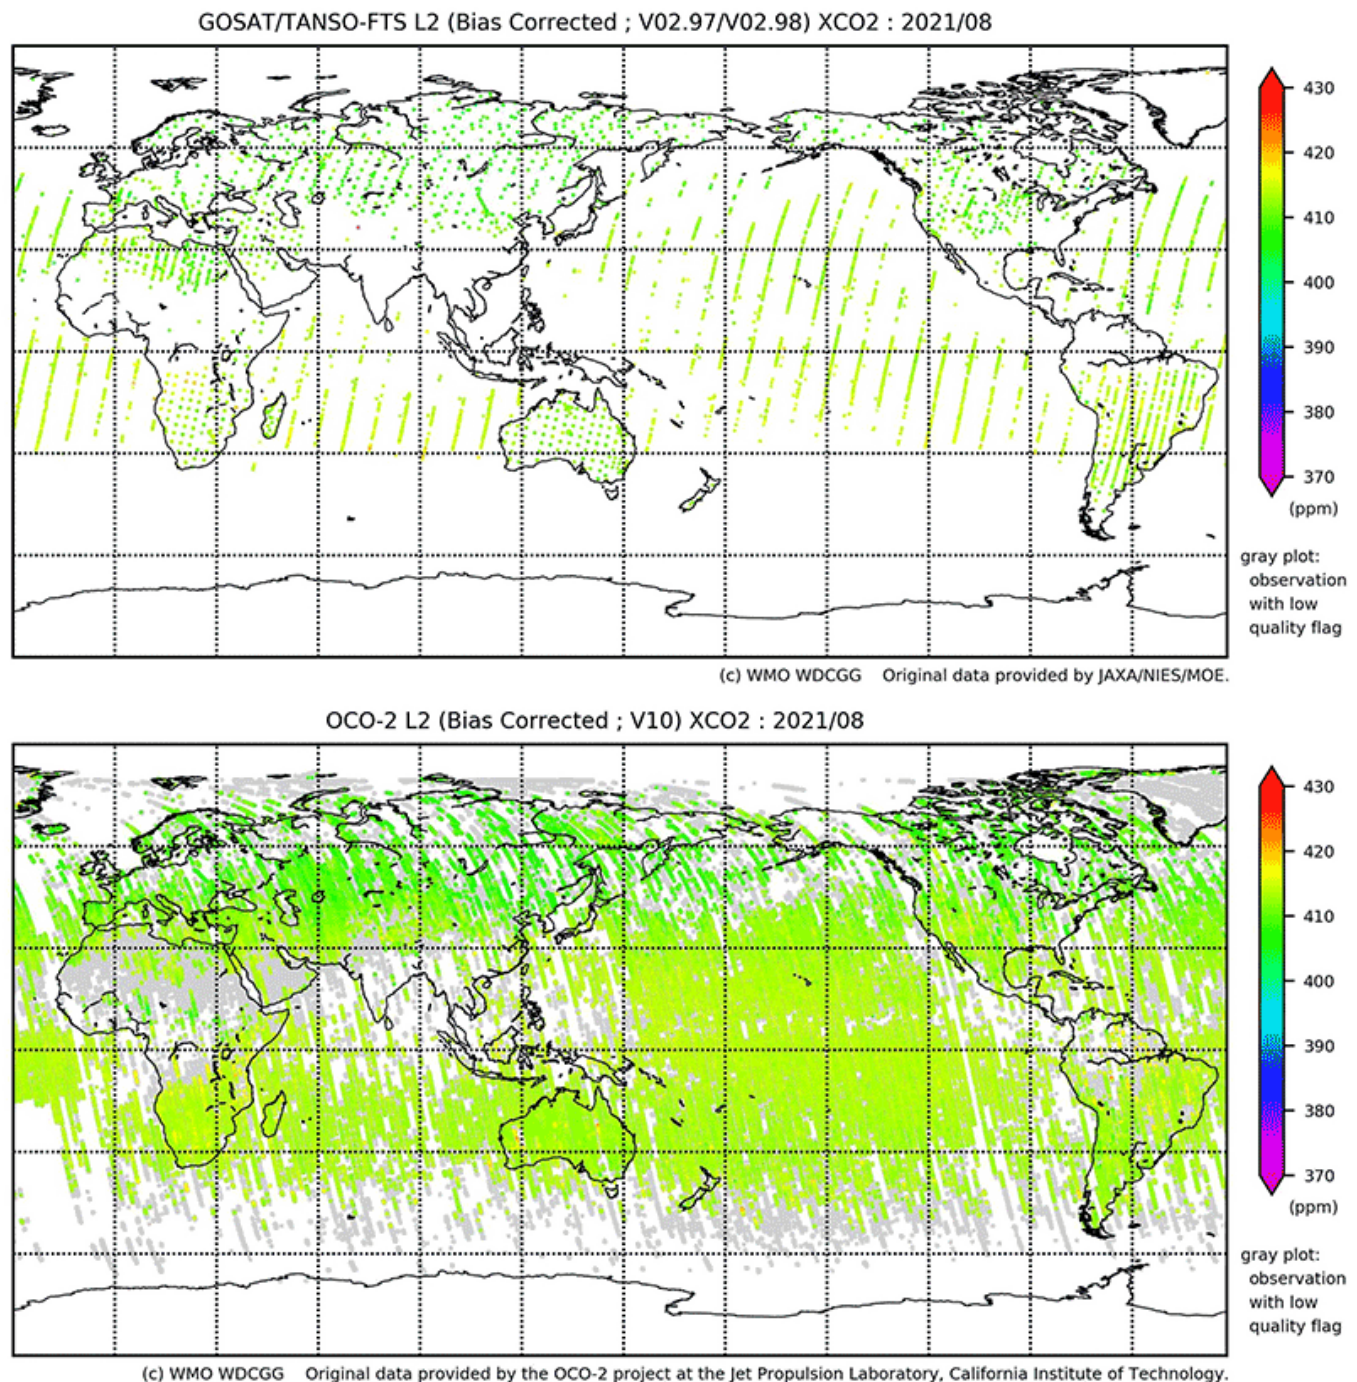 GOSAT/TANSO-FTS L2 (Bias Corrected ; V02.97/V02.98) XCO2 : 2021/08
430
420
410
400
390
380
370
(ppm)
gray plot:
observation
with low
quality flag
(c) WMO WDCGG Original data provided by JAXA/NIES/MOE.
OCO-2 L2 (Bias Corrected ; V10) XCO2 : 2021/08
430
420
410
400
390
380
370
(ppm)
gray plot:
observation
with low
quality flag
(c) WMO WDCGG Original data provided by the OCO-2 project at the Jet Propulsion Laboratory, California Institute of Technology.